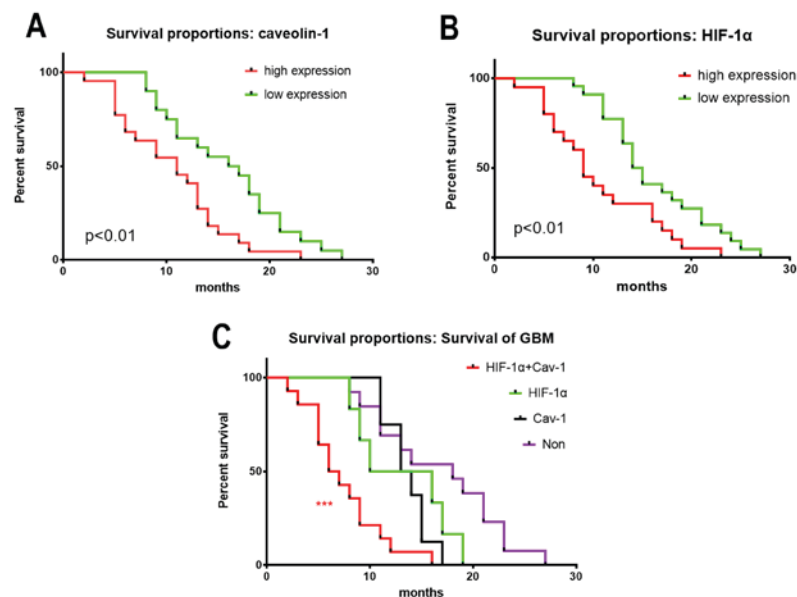 A
Survival proportions: caveolin-1
high expression
low expression
Percent survival
100
50
0
p<0.01
0 10 20 30
months
B
Survival proportions: HIF-1α
high expression
low expression
Percent survival
100
50
0
p<0.01
0 10 20 30
months
C
Survival proportions: Survival of GBM
HIF-1α+Cav-1
HIF-1α
Cav-1
Non
Percent survival
100
50
0
***
0 10 20 30
months